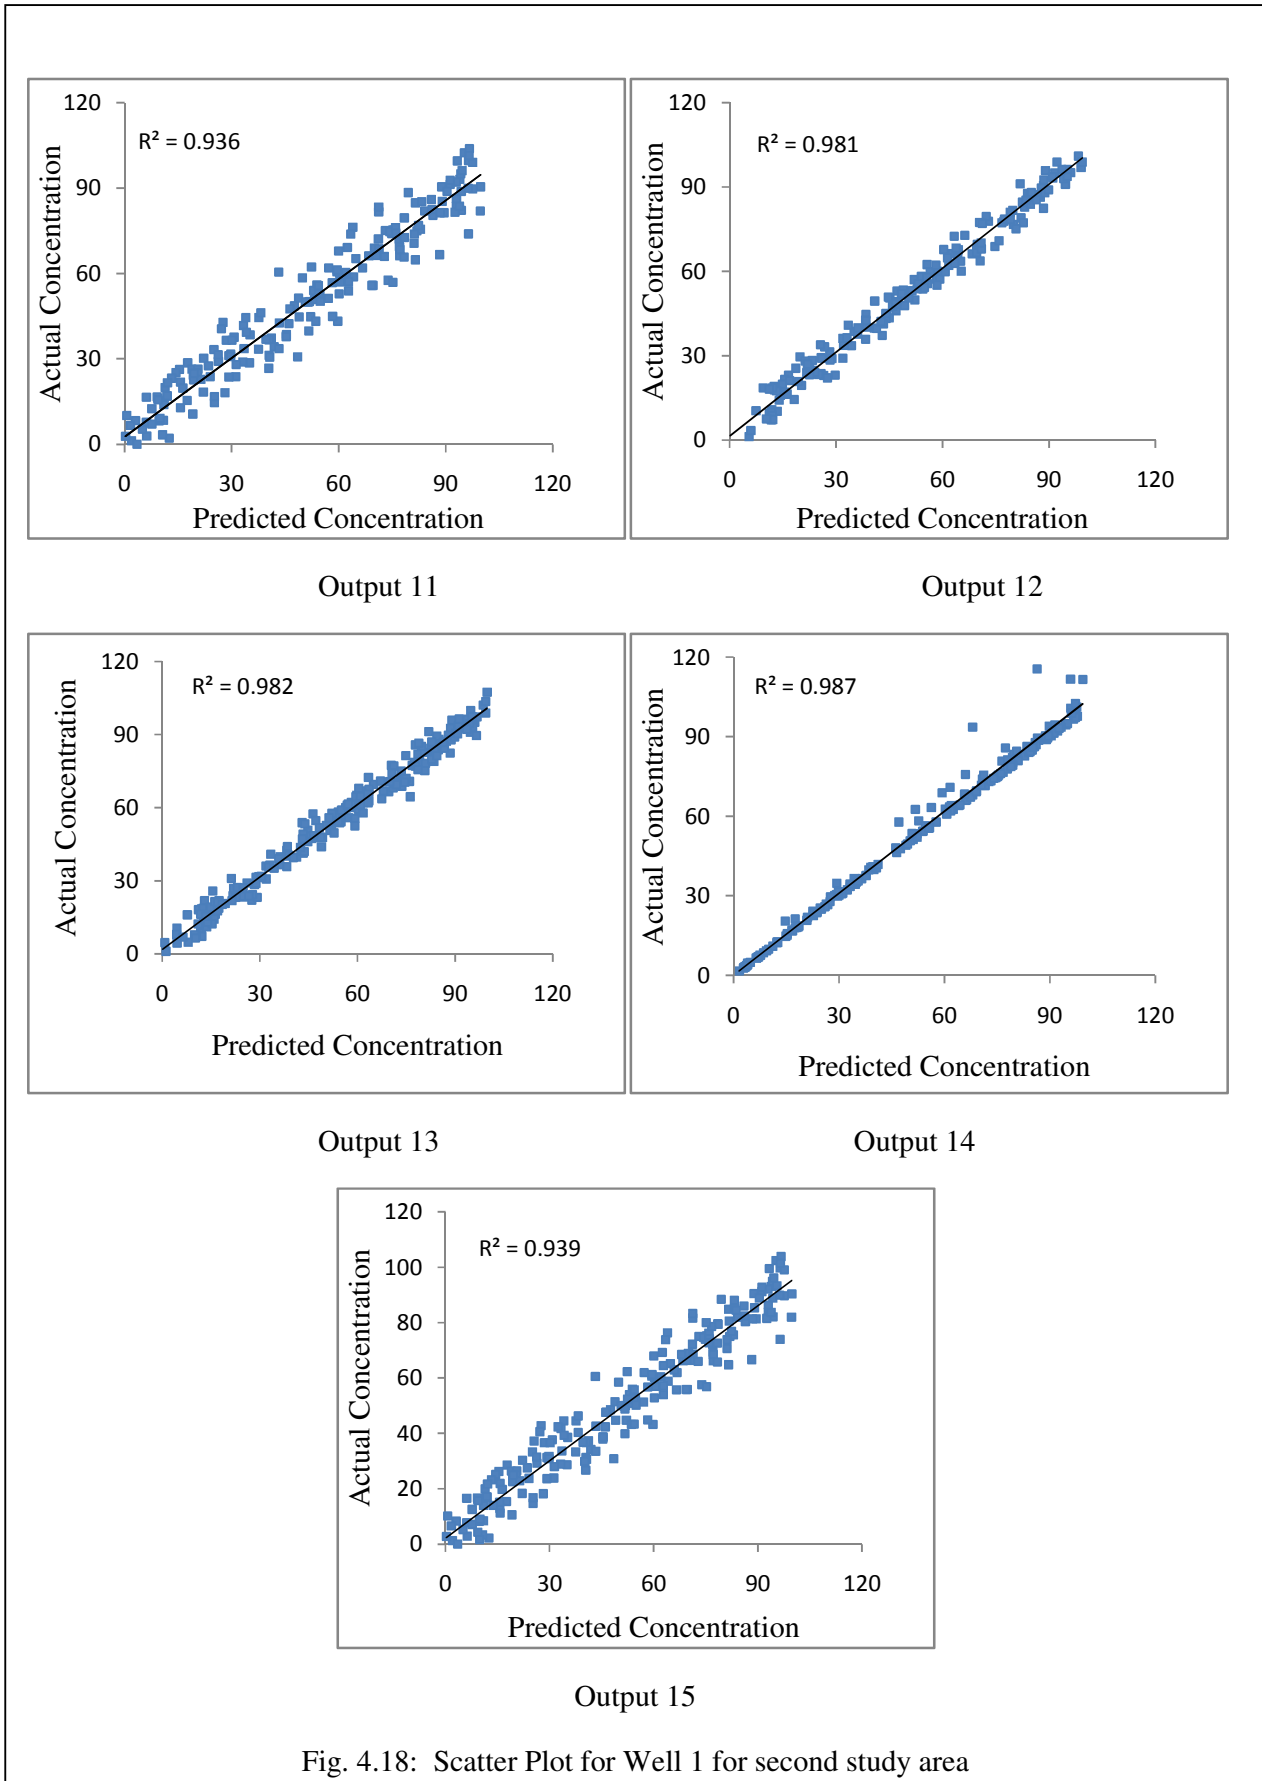 120
90
60
30
0
R² = 0.936
Actual Concentration
0 30 60 90 120
Predicted Concentration
Output 11
120
90
60
30
0
R² = 0.981
Actual Concentration
0 30 60 90 120
Predicted Concentration
Output 12
120
90
60
30
0
R² = 0.982
Actual Concentration
0 30 60 90 120
Predicted Concentration
Output 13
120
90
60
30
0
R² = 0.987
Actual Concentration
0 30 60 90 120
Predicted Concentration
Output 14
120
100
80
60
40
20
0
R² = 0.939
Actual Concentration
0 30 60 90 120
Predicted Concentration
Output 15
Fig. 4.18: Scatter Plot for Well 1 for second study area